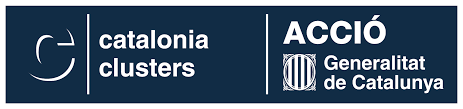 catalonia
clusters
ACCIÓ
Generalitat
de Catalunya